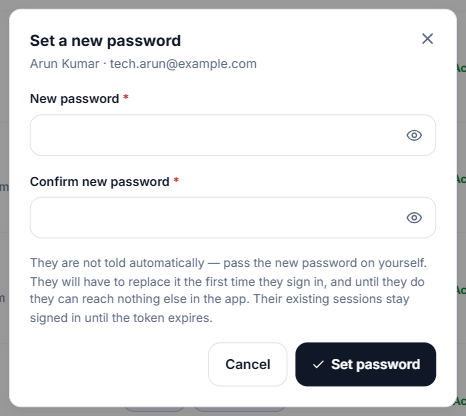 Set a new password
Arun Kumar · tech.arun@example.com
New password *
Confirm new password *
They are not told automatically — pass the new password on yourself.
They will have to replace it the first time they sign in, and until they do
they can reach nothing else in the app. Their existing sessions stay
signed in until the token expires.
Cancel
Set password